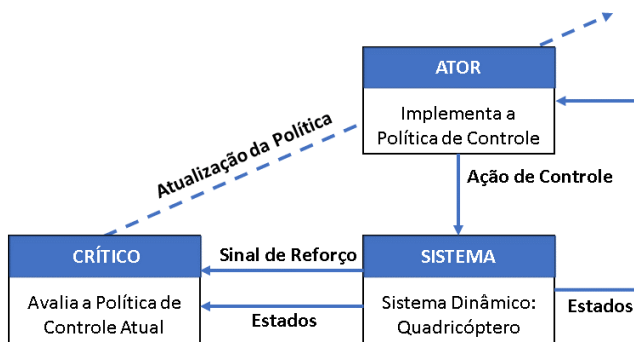 ATOR
Implementa a
Política de Controle
Atualização da Política
Ação de Controle
CRÍTICO
Avalia a Política de
Controle Atual
Sinal de Reforço
Estados
SISTEMA
Sistema Dinâmico:
Quadricóptero
Estados